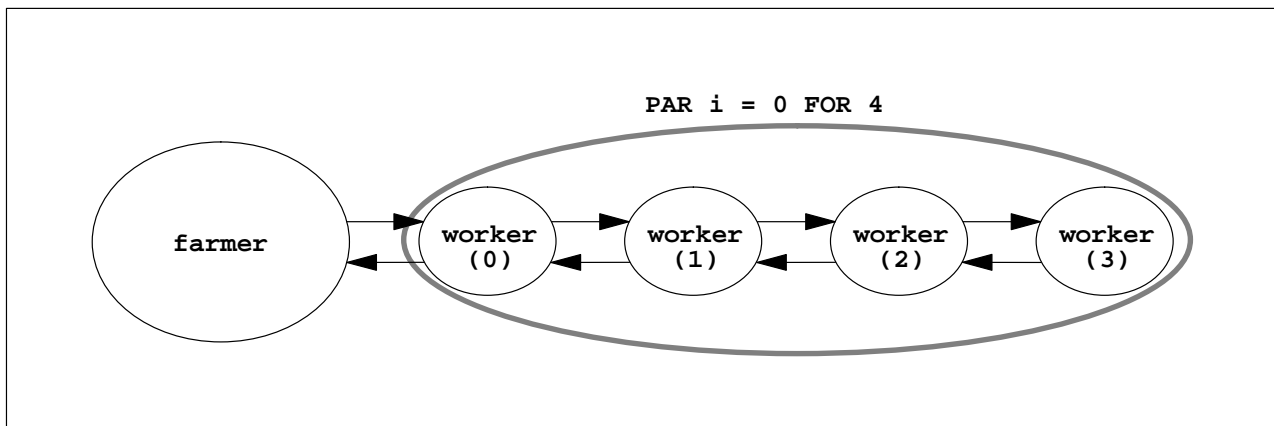 PAR i = 0 FOR 4
farmer
worker
(0)
worker
(1)
worker
(2)
worker
(3)